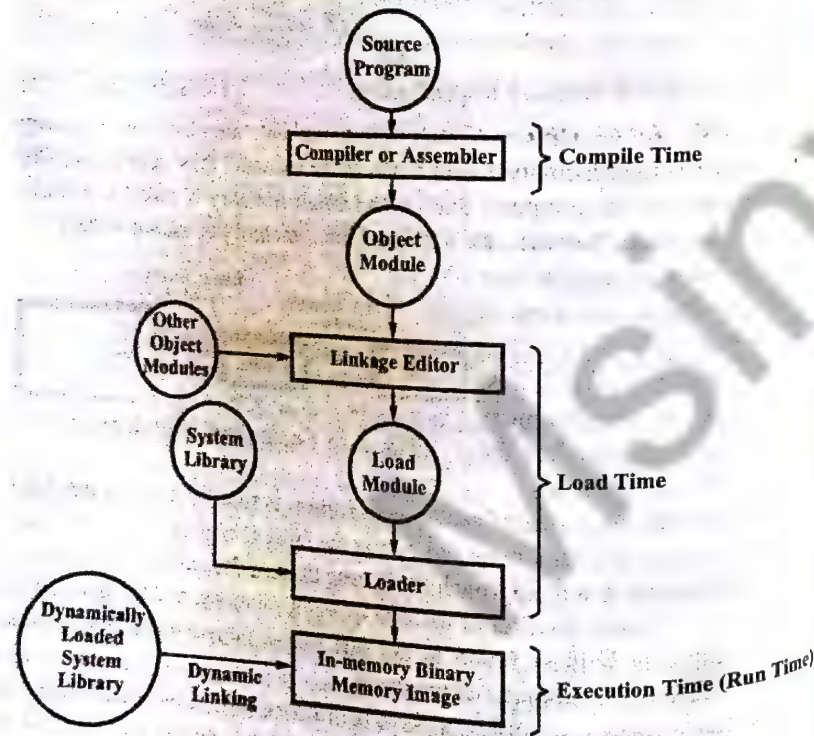 Source
Program
Compiler or Assembler
Compile Time
Object
Module
Other
Object
Modules
Linkage Editor
System
Library
Load
Module
Load Time
Loader
Dynamically
Loaded
System
Library
Dynamic
Linking
In-memory Binary
Memory Image
Execution Time (Run Time)